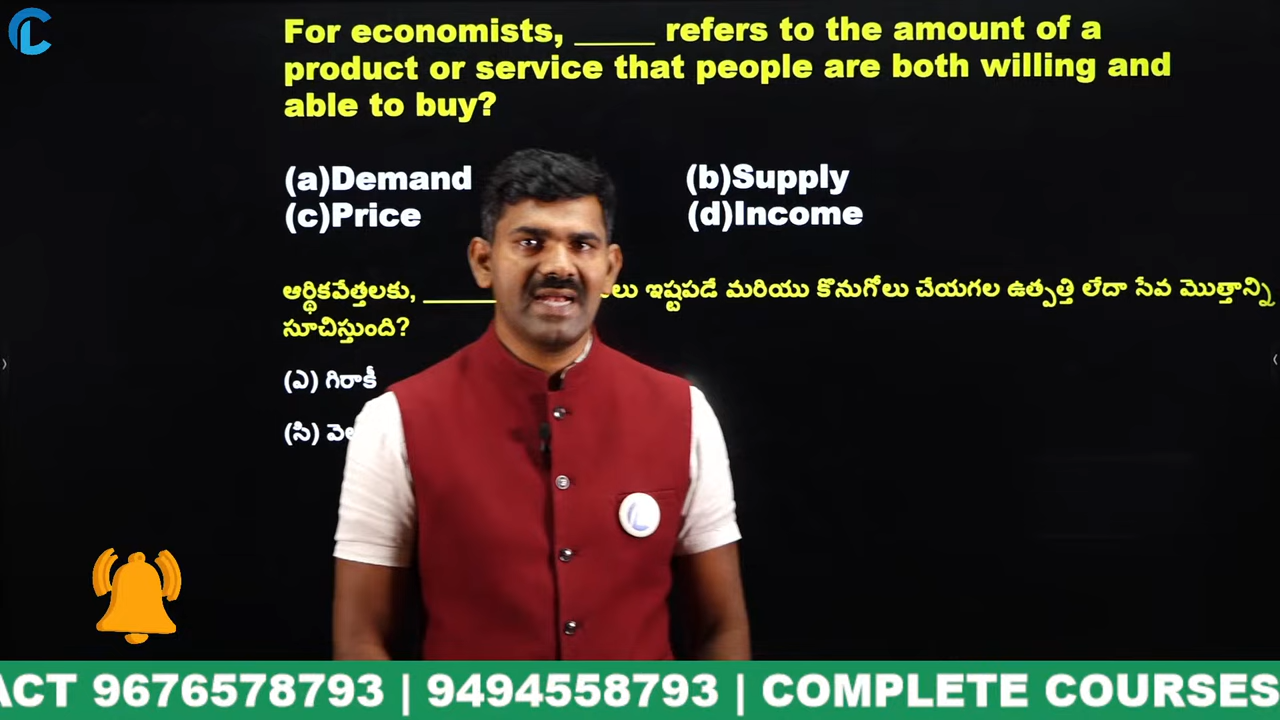 For economists, _____ refers to the amount of a
product or service that people are both willing and
able to buy?
(a)Demand (b)Supply
(c)Price (d)Income
ఆర్థికవేత్తలకు, ఇష్టపడే మరియు కొనుగోలు చేయగల ఉత్పత్తి లేదా సేవ మొత్తాన్ని
సూచిస్తుంది?
(ఎ) గిరాకీ
(సి)
ACT 9676578793 | 9494558793 | COMPLETE COURSES